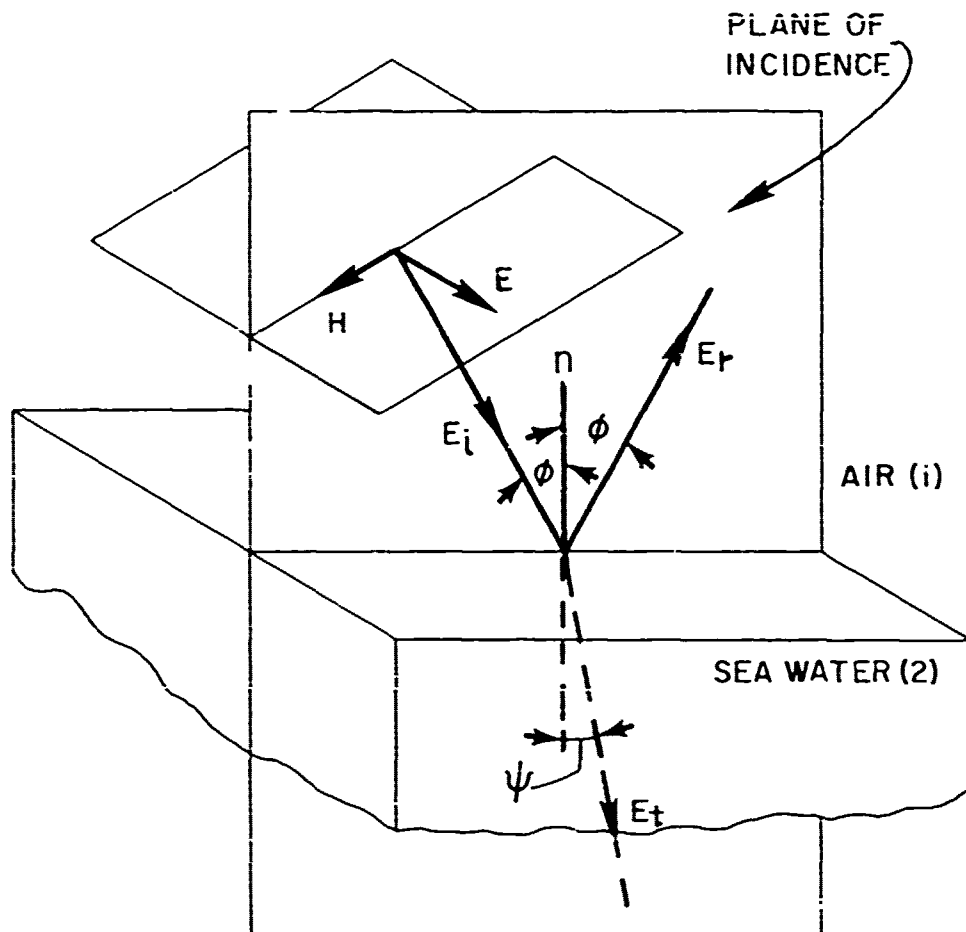 PLANE OF
INCIDENCE
E
H
n
Er
Ei
ϕ
ϕ
AIR (i)
SEA WATER (2)
ψ
Et